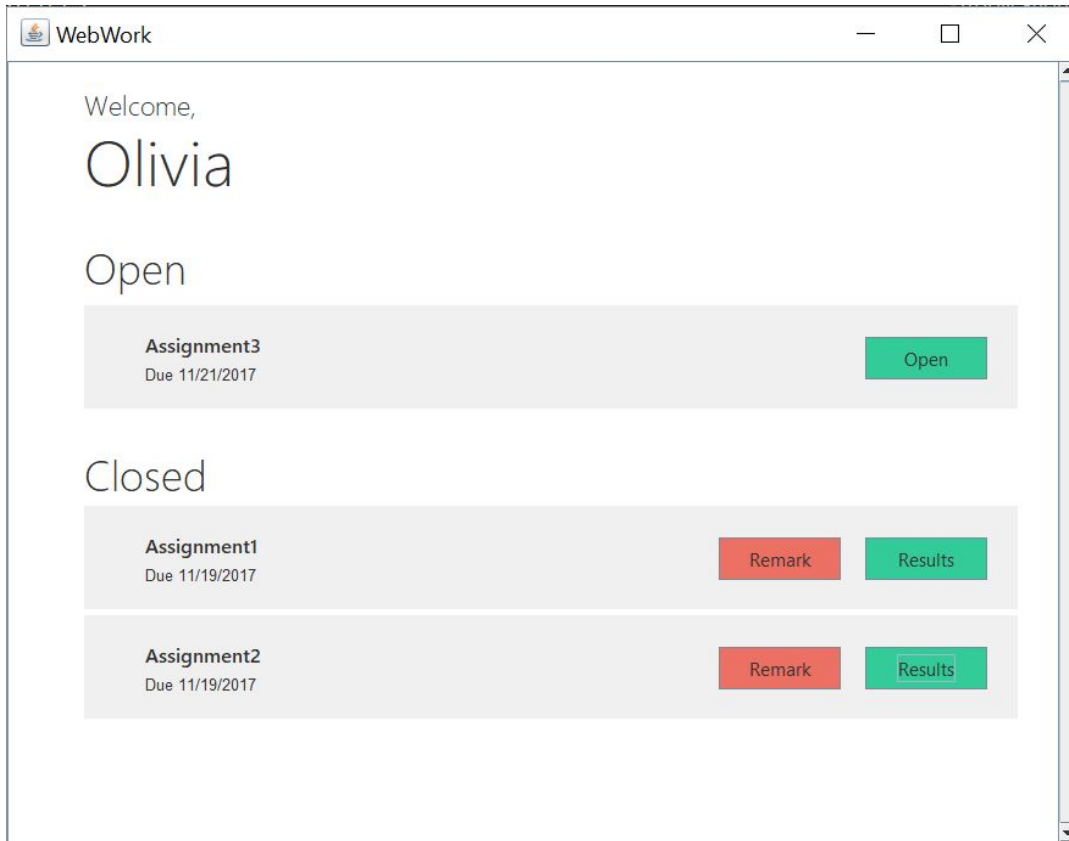 WebWork
Welcome,
Olivia
Open
Assignment3
Due 11/21/2017
Open
Closed
Assignment1
Due 11/19/2017
Remark
Results
Assignment2
Due 11/19/2017
Remark
Results